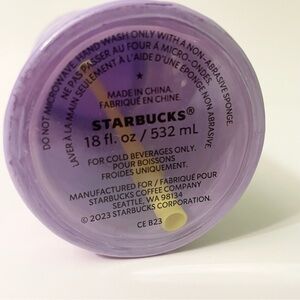 DO NOT MICROWAVE. HAND WASH ONLY WITH A NON-ABRASIVE SPONGE.
NE PAS PASSER AU FOUR À MICRO-ONDES.
LAVER À LA MAIN SEULEMENT À L'AIDE D'UNE ÉPONGE NON ABRASIVE
MADE IN CHINA.
FABRIQUÉ EN CHINE.
STARBUCKS®
18 fl. oz / 532 ml
FOR COLD BEVERAGES ONLY.
POUR BOISSONS
FROIDES UNIQUEMENT.
MANUFACTURED FOR / FABRIQUÉ POUR
STARBUCKS COFFEE COMPANY
SEATTLE, WA 98134
© 2023 STARBUCKS CORPORATION.
CE B23